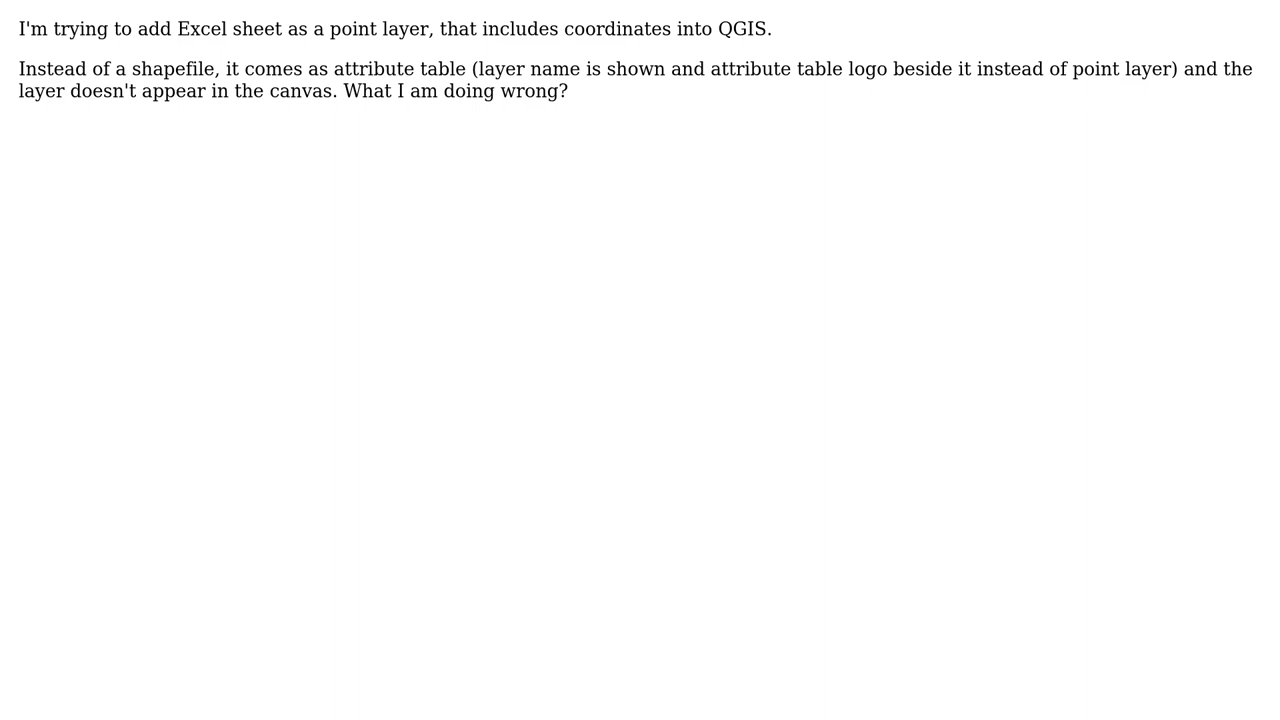 I'm trying to add Excel sheet as a point layer, that includes coordinates into QGIS.
Instead of a shapefile, it comes as attribute table (layer name is shown and attribute table logo beside it instead of point layer) and the
layer doesn't appear in the canvas. What I am doing wrong?